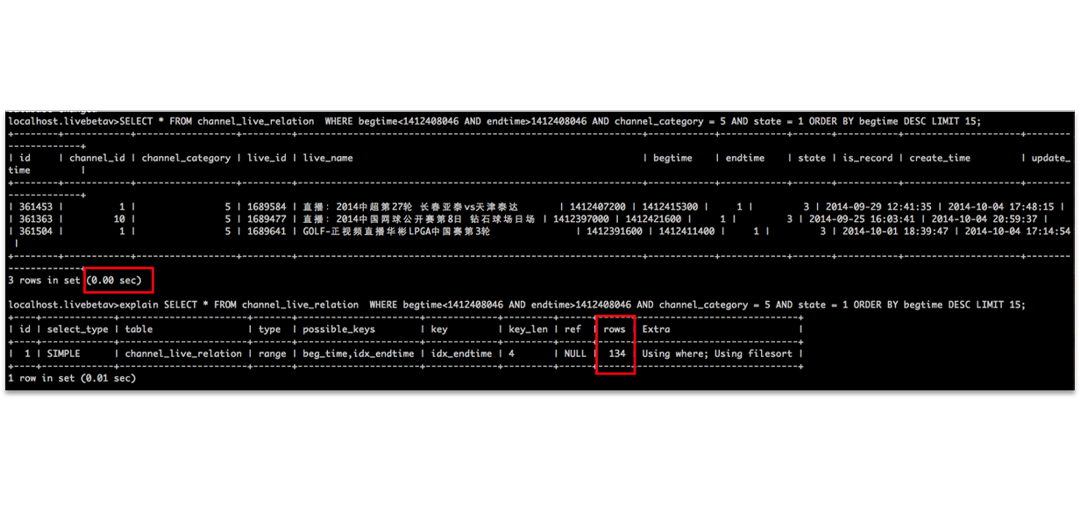 localhost.livebetav>SELECT * FROM channel_live_relation  WHERE begtime<1412408046 AND endtime>1412408046 AND channel_category = 5 AND state = 1 ORDER BY begtime DESC LIMIT 15;
| id | channel_id | channel_category | live_id | live_name | begtime | endtime | state | is_record | create_time | update_
time |
| 361453 | 1 | 5 | 1689584 | 直播：2014中超第27轮 长春亚泰vs天津泰达 | 1412407200 | 1412415300 | 1 | 3 | 2014-09-29 12:41:35 | 2014-10-04 17:48:15 |
| 361363 | 10 | 5 | 1689477 | 直播：2014中国网球公开赛第8日 钻石球场日场 | 1412397000 | 1412421600 | 1 | 3 | 2014-09-25 16:03:41 | 2014-10-04 20:59:37 |
| 361504 | 1 | 5 | 1689641 | GOLF-正视频直播华彬LPGA中国赛第3轮 | 1412391600 | 1412411400 | 1 | 3 | 2014-10-01 18:39:47 | 2014-10-04 17:14:54
|
3 rows in set (0.00 sec)
localhost.livebetav>explain SELECT * FROM channel_live_relation  WHERE begtime<1412408046 AND endtime>1412408046 AND channel_category = 5 AND state = 1 ORDER BY begtime DESC LIMIT 15;
| id | select_type | table | type | possible_keys | key | key_len | ref | rows | Extra |
| 1 | SIMPLE | channel_live_relation | range | beg_time,idx_endtime | idx_endtime | 4 | NULL | 134 | Using where; Using filesort |
1 row in set (0.01 sec)